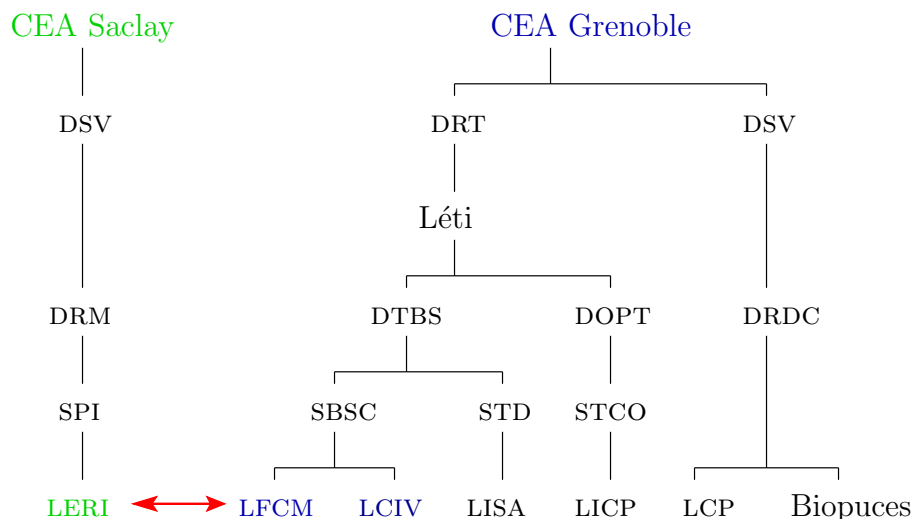 CEA Saclay CEA Grenoble
DSV DRT DSV
Léti
DRM DTBS DOPT DRDC
SPI SBSC STD STCO
LERI LFCM LCIV LISA LICP LCP Biopuces